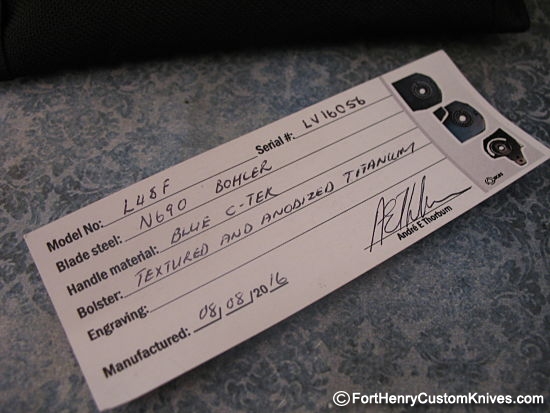 Model No: L48F Serial #: LV16056
Blade steel: N690 BOHLER
Handle material: BLUE C-TEK
Bolster: TEXTURED AND ANODIZED TITANIUM
Engraving:
Manufactured: 08/08/2016
André E Thorburn
©FortHenryCustomKnives.com